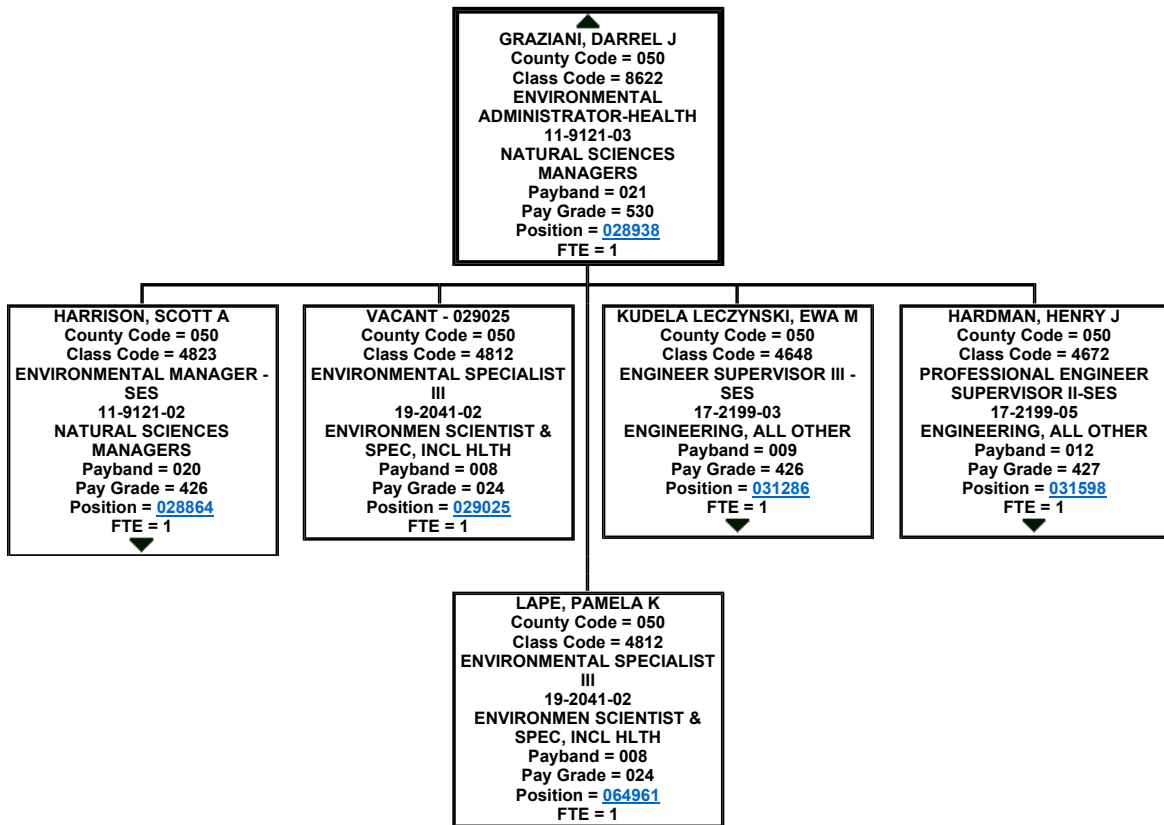 GRAZIANI, DARREL J
County Code = 050
Class Code = 8622
ENVIRONMENTAL
ADMINISTRATOR-HEALTH
11-9121-03
NATURAL SCIENCES
MANAGERS
Payband = 021
Pay Grade = 530
Position = 028938
FTE = 1
HARRISON, SCOTT A
County Code = 050
Class Code = 4823
ENVIRONMENTAL MANAGER -
SES
11-9121-02
NATURAL SCIENCES
MANAGERS
Payband = 020
Pay Grade = 426
Position = 028864
FTE = 1
VACANT - 029025
County Code = 050
Class Code = 4812
ENVIRONMENTAL SPECIALIST
III
19-2041-02
ENVIRONMEN SCIENTIST &
SPEC, INCL HLTH
Payband = 008
Pay Grade = 024
Position = 029025
FTE = 1
KUDELA LECZYNSKI, EWA M
County Code = 050
Class Code = 4648
ENGINEER SUPERVISOR III -
SES
17-2199-03
ENGINEERING, ALL OTHER
Payband = 009
Pay Grade = 426
Position = 031286
FTE = 1
HARDMAN, HENRY J
County Code = 050
Class Code = 4672
PROFESSIONAL ENGINEER
SUPERVISOR II-SES
17-2199-05
ENGINEERING, ALL OTHER
Payband = 012
Pay Grade = 427
Position = 031598
FTE = 1
LAPE, PAMELA K
County Code = 050
Class Code = 4812
ENVIRONMENTAL SPECIALIST
III
19-2041-02
ENVIRONMEN SCIENTIST &
SPEC, INCL HLTH
Payband = 008
Pay Grade = 024
Position = 064961
FTE = 1